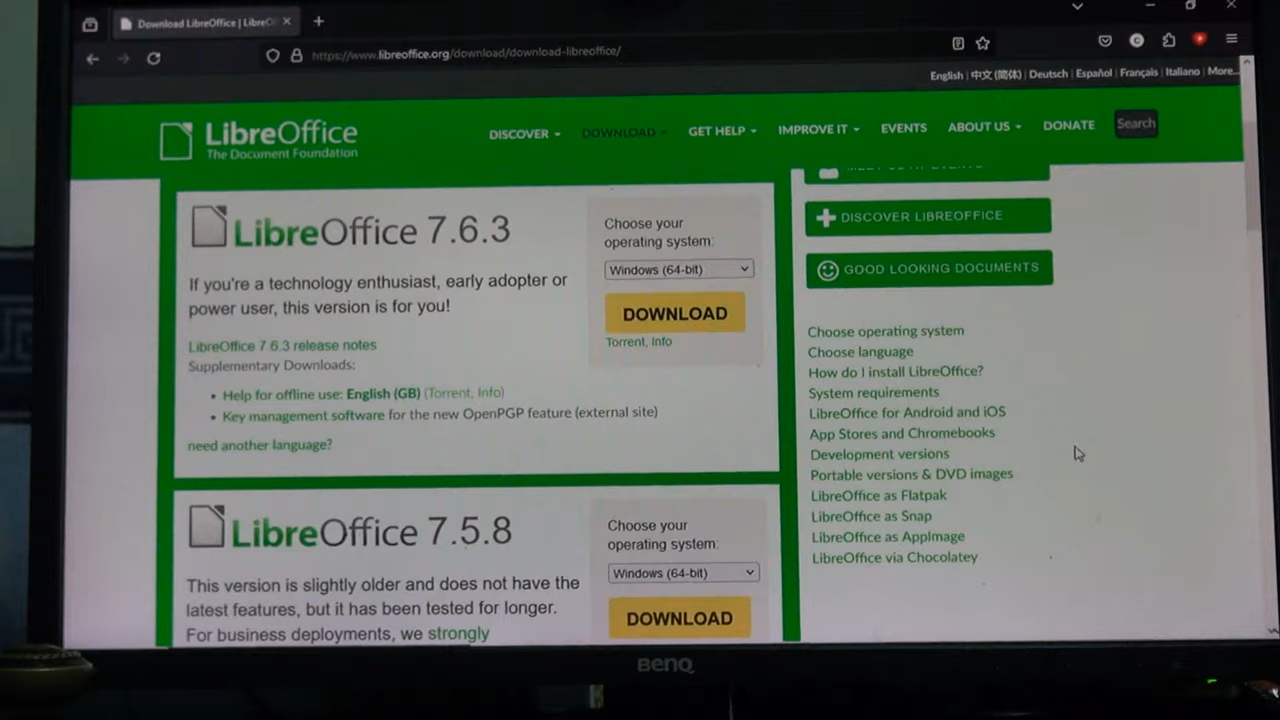 Download LibreOffice | LibreO
https://www.libreoffice.org/download/download-libreoffice/
English | 中文 (简体) | Deutsch | Español | Français | Italiano | More...
LibreOffice
The Document Foundation
DISCOVER
DOWNLOAD
GET HELP
IMPROVE IT
EVENTS
ABOUT US
DONATE
Search
LibreOffice 7.6.3
If you're a technology enthusiast, early adopter or
power user, this version is for you!
LibreOffice 7.6.3 release notes
Supplementary Downloads:
• Help for offline use: English (GB) (Torrent, Info)
• Key management software for the new OpenPGP feature (external site)
need another language?
Choose your
operating system:
Windows (64-bit)
DOWNLOAD
Torrent, Info
LibreOffice 7.5.8
This version is slightly older and does not have the
latest features, but it has been tested for longer.
For business deployments, we strongly
Choose your
operating system:
Windows (64-bit)
DOWNLOAD
DISCOVER LIBREOFFICE
GOOD LOOKING DOCUMENTS
Choose operating system
Choose language
How do I install LibreOffice?
System requirements
LibreOffice for Android and iOS
App Stores and Chromebooks
Development versions
Portable versions & DVD images
LibreOffice as Flatpak
LibreOffice as Snap
LibreOffice as AppImage
LibreOffice via Chocolatey
BenQ